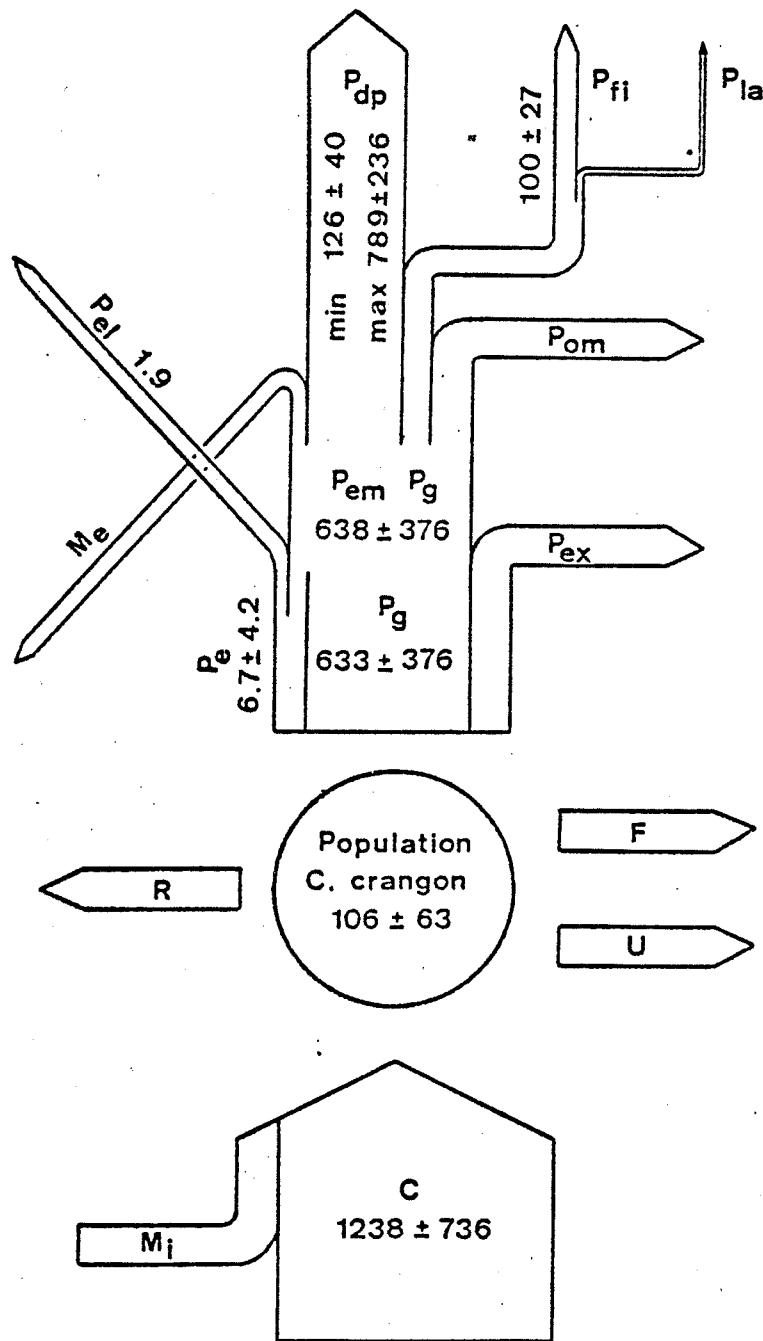 P_dp
min 126 ± 40
max 789±236
P_fi
100 ± 27
P_la
P_el 1.9
P_om
M_e
P_em P_g
638 ± 376
P_ex
P_e
6.7± 4.2
P_g
633 ± 376
Population
C. crangon
106 ± 63
R
F
U
C
1238 ± 736
M_i